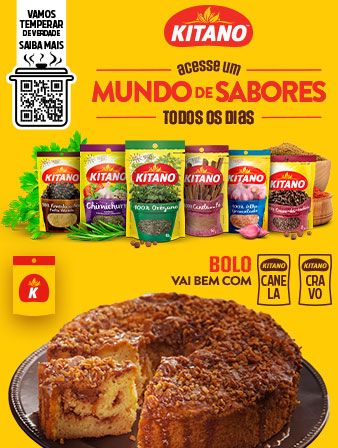 VAMOS
TEMPERAR
DE VERDADE
SAIBA MAIS
KITANO
acesse um
MUNDO DE SABORES
TODOS OS DIAS
KITANO
KITANO
KITANO
KITANO
KITANO
KITANO
Chimichurri
100% Orégano
K
BOLO
VAI BEM COM
KITANO
CANE
LA
KITANO
CRA
VO